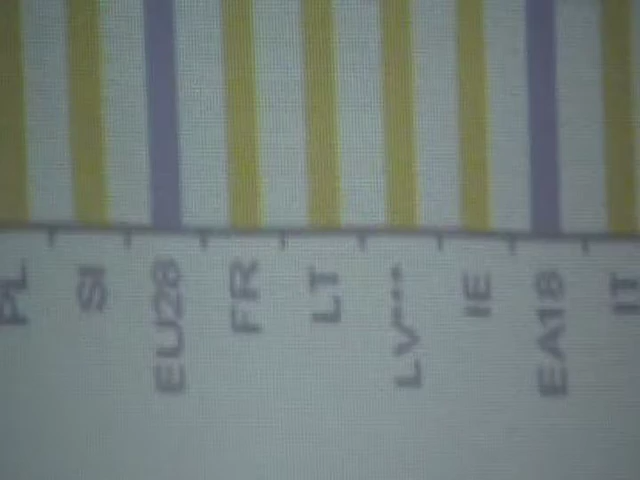 PL
SI
EU28
FR
LT
LV***
IE
EA18
IT